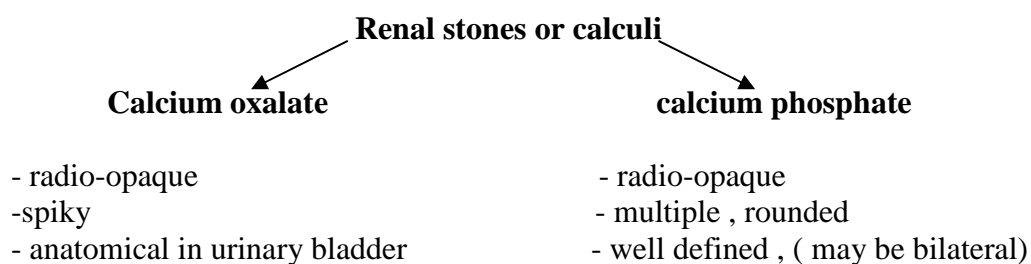 Renal stones or calculi
Calcium oxalate calcium phosphate
- radio-opaque - radio-opaque
-spiky - multiple , rounded
- anatomical in urinary bladder - well defined , ( may be bilateral)